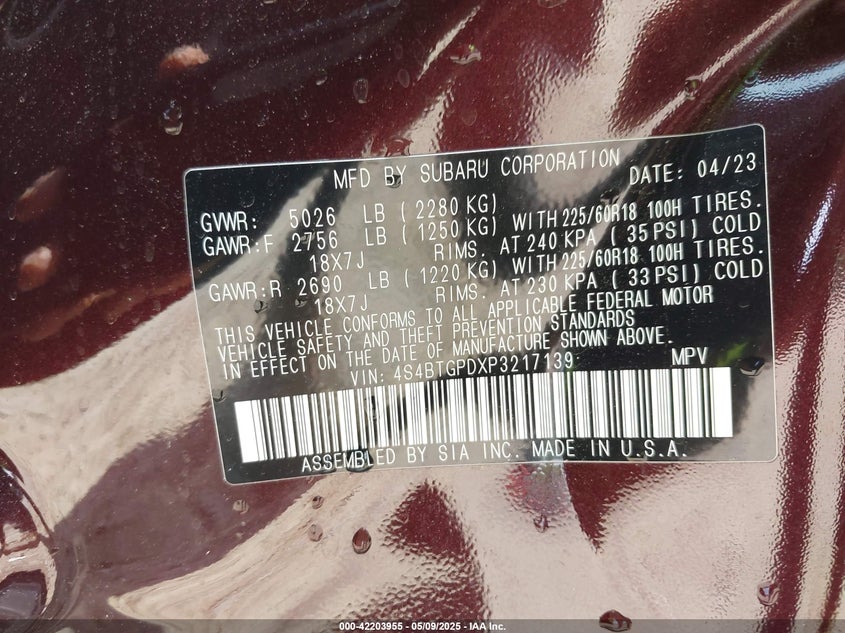 MFD BY SUBARU CORPORATION DATE: 04/23
GVWR: 5026 LB ( 2280 KG)
GAWR:F 2756 LB ( 1250 KG) WITH 225/60R18 100H TIRES.
18X7J RIMS. AT 240 KPA ( 35 PSI) COLD
GAWR:R 2690 LB ( 1220 KG) WITH 225/60R18 100H TIRES.
18X7J RIMS. AT 230 KPA ( 33 PSI) COLD
THIS VEHICLE CONFORMS TO ALL APPLICABLE FEDERAL MOTOR
VEHICLE SAFETY AND THEFT PREVENTION STANDARDS
IN EFFECT ON THE DATE OF MANUFACTURE SHOWN ABOVE.
VIN: 4S4BTGPDXP3217139 MPV
ASSEMBLED BY SIA INC. MADE IN U.S.A.
000-42203955 - 05/09/2025 - IAA Inc.